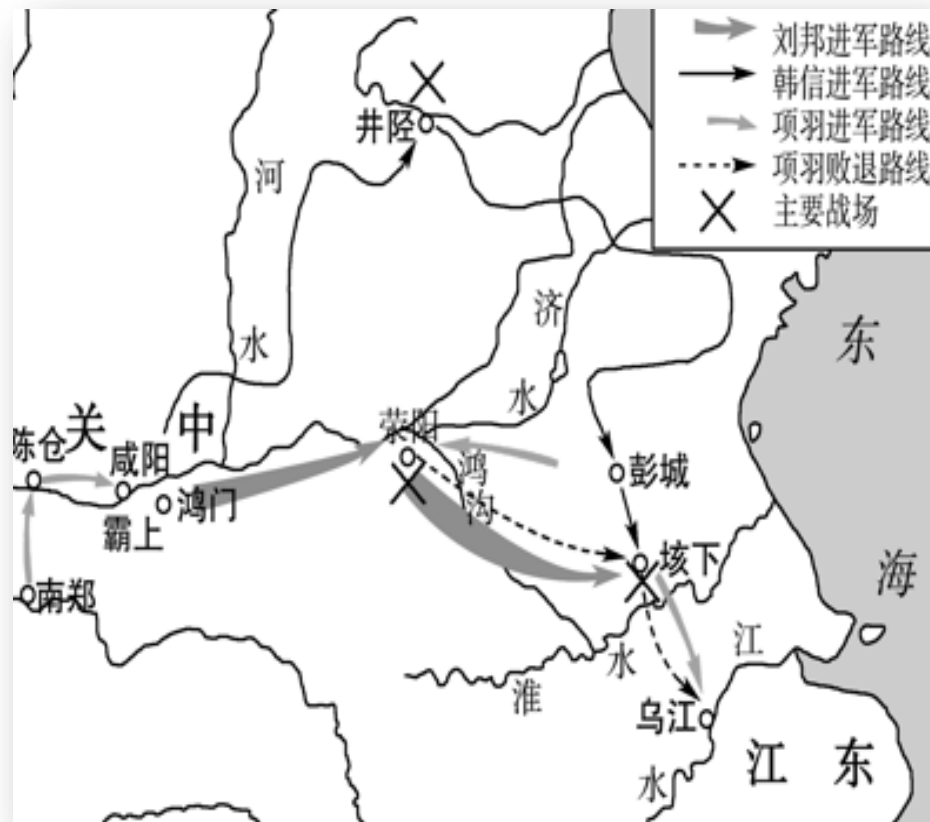 刘邦进军路线
韩信进军路线
项羽进军路线
项羽败退路线
主要战场
井陉
河
水
济
水
东
海
关中
陈仓
咸阳
鸿门
霸上
南郑
荥阳
鸿
沟
彭城
垓下
淮
水
江
水
乌江
江东